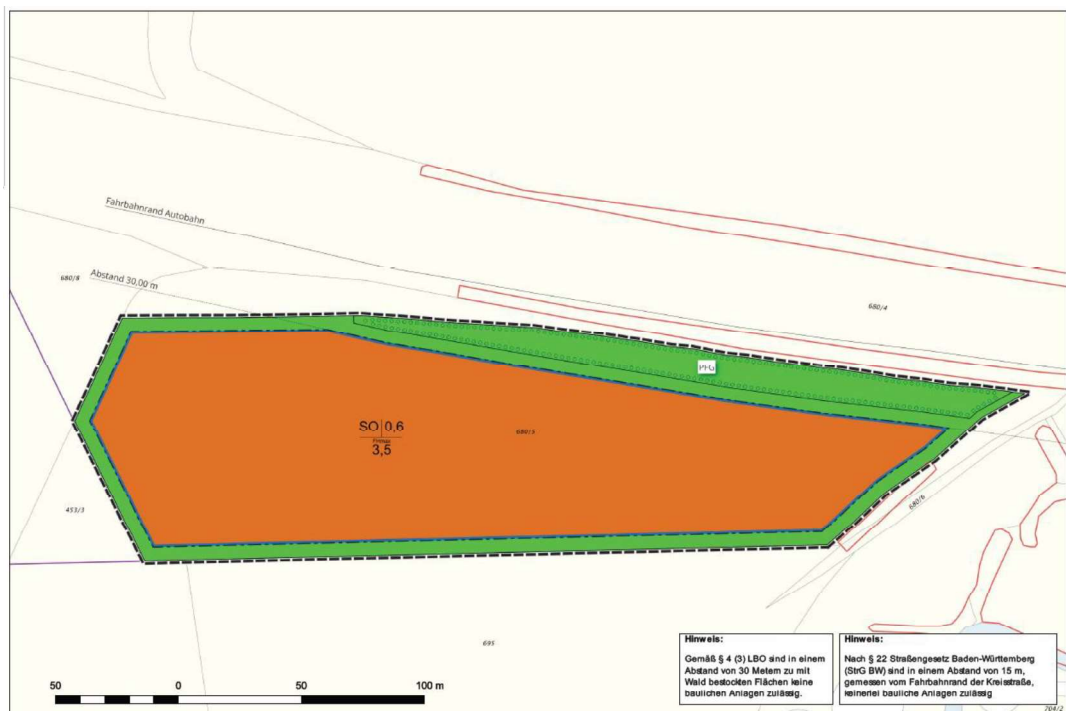 Fahrbahnrand Autobahn
680/8
Abstand 30,00 m
680/4
PFG
SO 0,6
3,5
680/6
453/3
695
Hinweis:
Gemäß § 4 (3) LBO sind in einem
Abstand von 30 Metern zu mit
Wald bestockten Flächen keine
baulichen Anlagen zulässig.
Hinweis:
Nach § 22 Straßengesetz Baden-Württemberg
(StrG BW) sind in einem Abstand von 15 m,
gemessen vom Fahrbahnrand der Kreisstraße,
keinerlei bauliche Anlagen zulässig
50 0 50 100 m
704/2